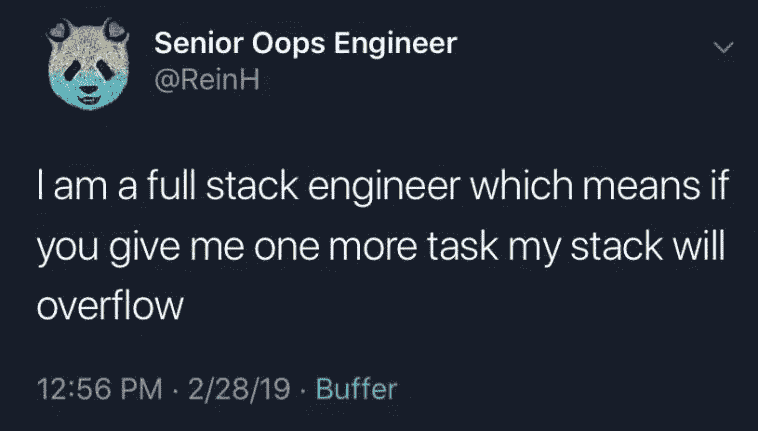 Senior Oops Engineer
@ReinH
I am a full stack engineer which means if
you give me one more task my stack will
overflow
12:56 PM · 2/28/19 · Buffer